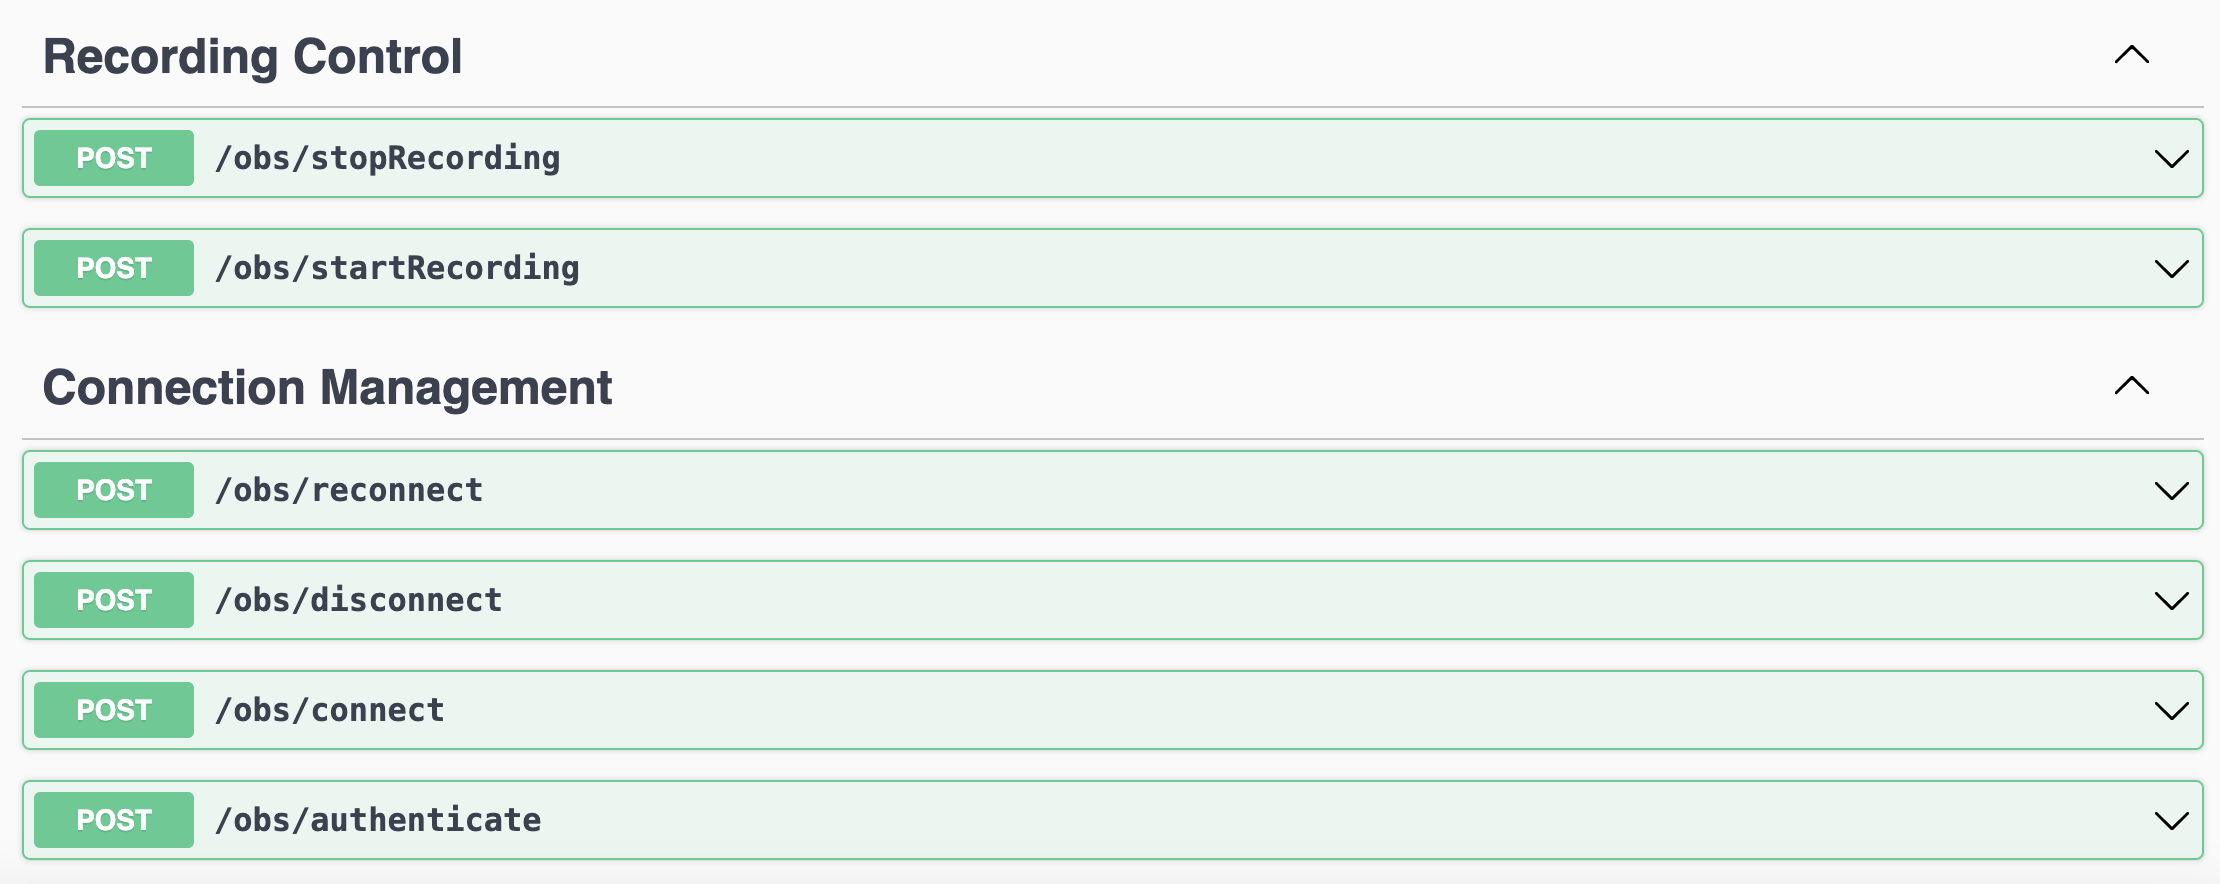 Recording Control
POST /obs/stopRecording
POST /obs/startRecording
Connection Management
POST /obs/reconnect
POST /obs/disconnect
POST /obs/connect
POST /obs/authenticate